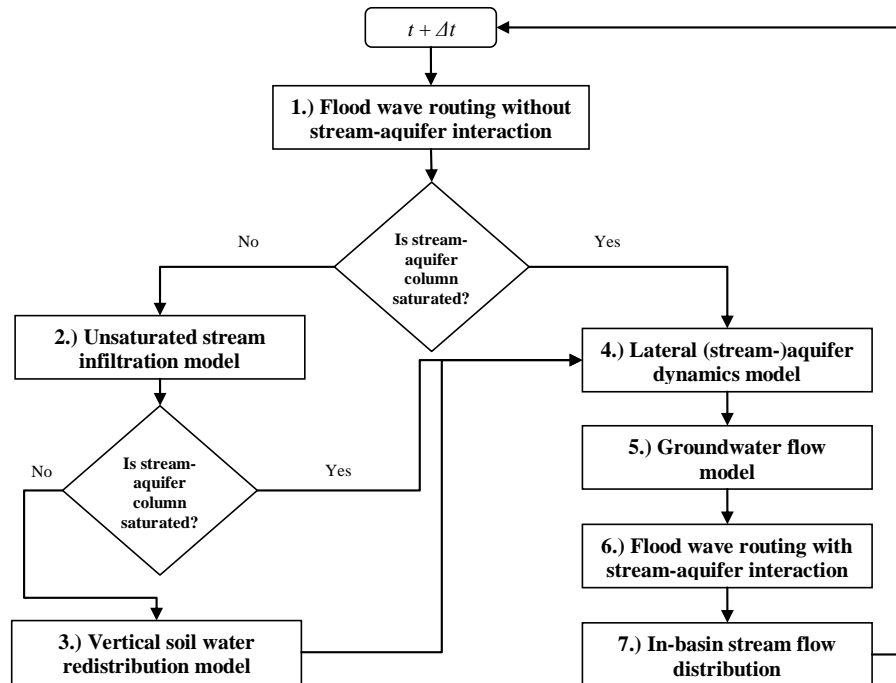 t + Δt
1.) Flood wave routing without
stream-aquifer interaction
No
Yes
Is stream-
aquifer
column
saturated?
2.) Unsaturated stream
infiltration model
4.) Lateral (stream-)aquifer
dynamics model
No
Is stream-
aquifer
column
saturated?
Yes
5.) Groundwater flow
model
6.) Flood wave routing with
stream-aquifer interaction
3.) Vertical soil water
redistribution model
7.) In-basin stream flow
distribution